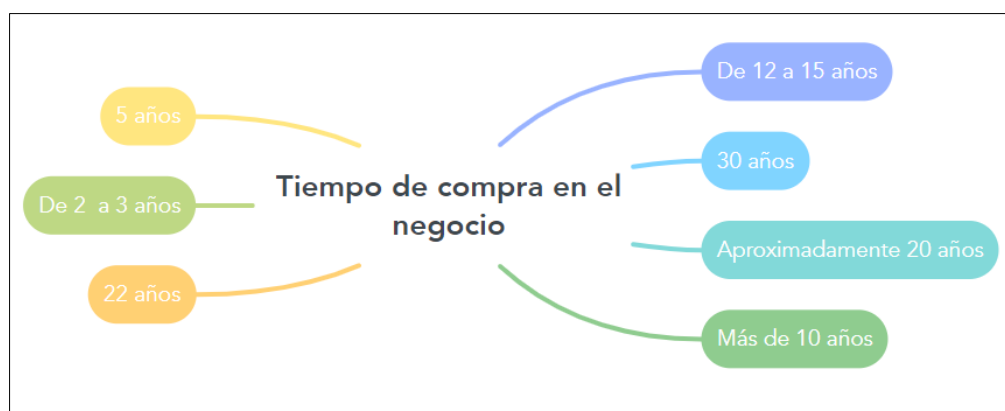 Tiempo de compra en el
negocio
De 12 a 15 años
30 años
Aproximadamente 20 años
Más de 10 años
5 años
De 2  a 3 años
22 años